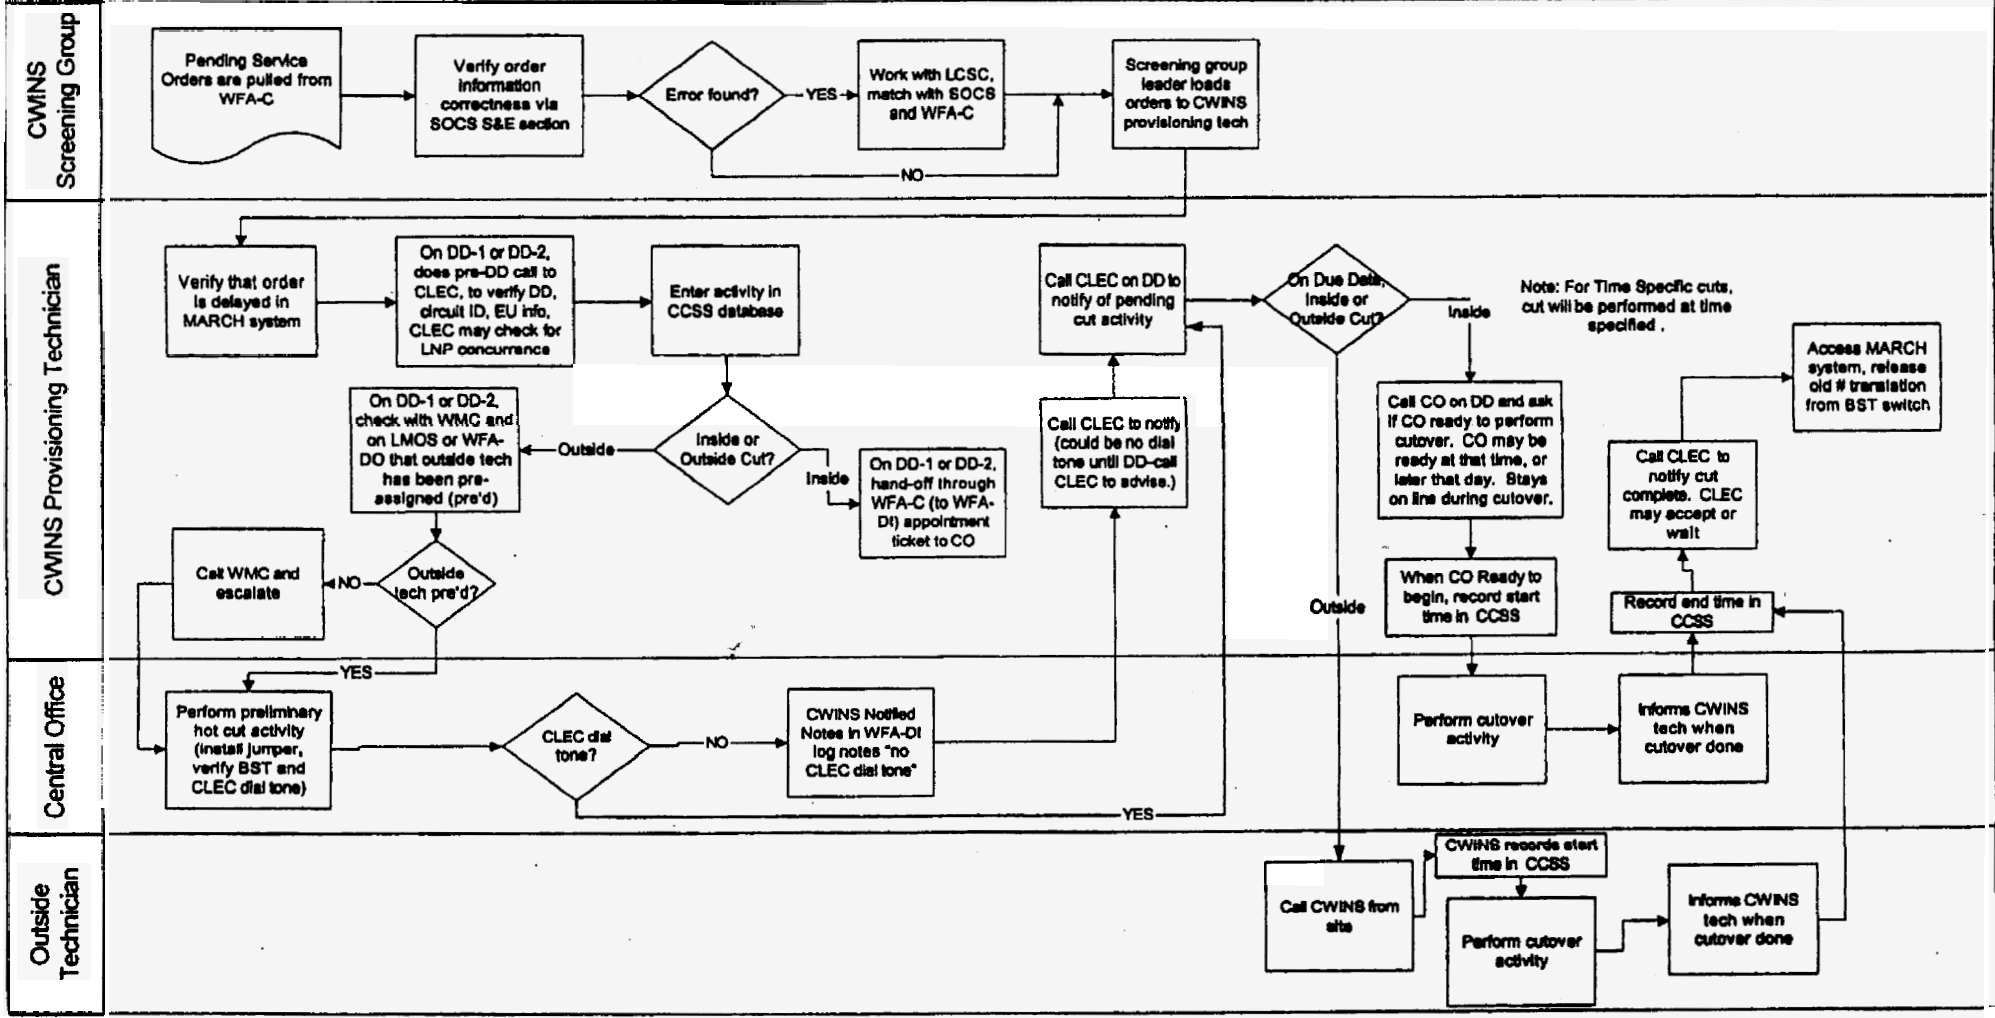 CWINS
Screening Group
Pending Service
Orders are pulled from
WFA-C
Verify order
information
correctness via
SOCS S&E section
Error found?
YES
Work with LCSC,
match with SOCS
and WFA-C
Screening group
leader loads
orders to CWINS
provisioning tech
NO
CWINS Provisioning Technician
Verify that order
is delayed in
MARCH system
On DD-1 or DD-2,
does pre-DD call to
CLEC, to verify DD,
circuit ID, EU info,
CLEC may check for
LNP concurrance
Enter activity in
CCSS database
Call CLEC on DD to
notify of pending
cut activity
On Due Date,
Inside or
Outside Cut?
Inside
Note: For Time Specific cuts,
cut will be performed at time
specified .
Access MARCH
system, release
old # translation
from BST switch
On DD-1 or DD-2,
check with WMC and
on LMOS or WFA-
DO that outside tech
has been pre-
assigned (pre'd)
Outside
Inside or
Outside Cut?
Inside
On DD-1 or DD-2,
hand-off through
WFA-C (to WFA-
DI) appointment
ticket to CO
Call CLEC to notify
(could be no dial
tone until DD-call
CLEC to advise.)
Call CO on DD and ask
if CO ready to perform
cutover. CO may be
ready at that time, or
later that day. Stays
on line during cutover.
Call CLEC to
notify cut
complete. CLEC
may accept or
wait
Call WMC and
escalate
NO
Outside
tech pre'd?
Outside
When CO Ready to
begin, record start
time in CCSS
Record end time in
CCSS
YES
Central Office
Perform preliminary
hot cut activity
(install jumper,
verify BST and
CLEC dial tone)
CLEC dial
tone?
NO
CWINS Notified
Notes in WFA-DI
log notes "no
CLEC dial tone"
YES
Perform cutover
activity
Informs CWINS
tech when
cutover done
Outside
Technician
Call CWINS from
site
CWINS records start
time in CCSS
Perform cutover
activity
Informs CWINS
tech when
cutover done